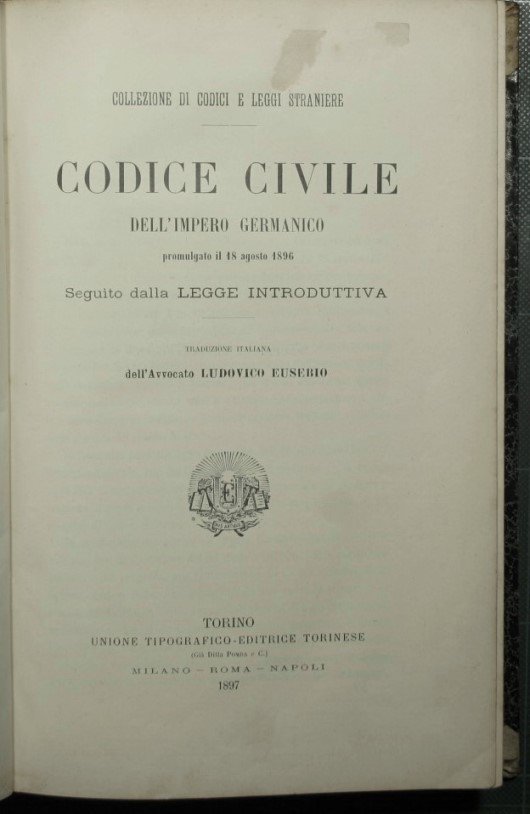 COLLEZIONE DI CODICI E LEGGI STRANIERE
CODICE CIVILE
DELL'IMPERO GERMANICO
promulgato il 18 agosto 1896
Seguito dalla LEGGE INTRODUTTIVA
TRADUZIONE ITALIANA
dell'Avvocato LUDOVICO EUSEBIO
TORINO
UNIONE TIPOGRAFICO-EDITRICE TORINESE
(Già Ditta POMBA e C.)
MILANO — ROMA — NAPOLI
1897